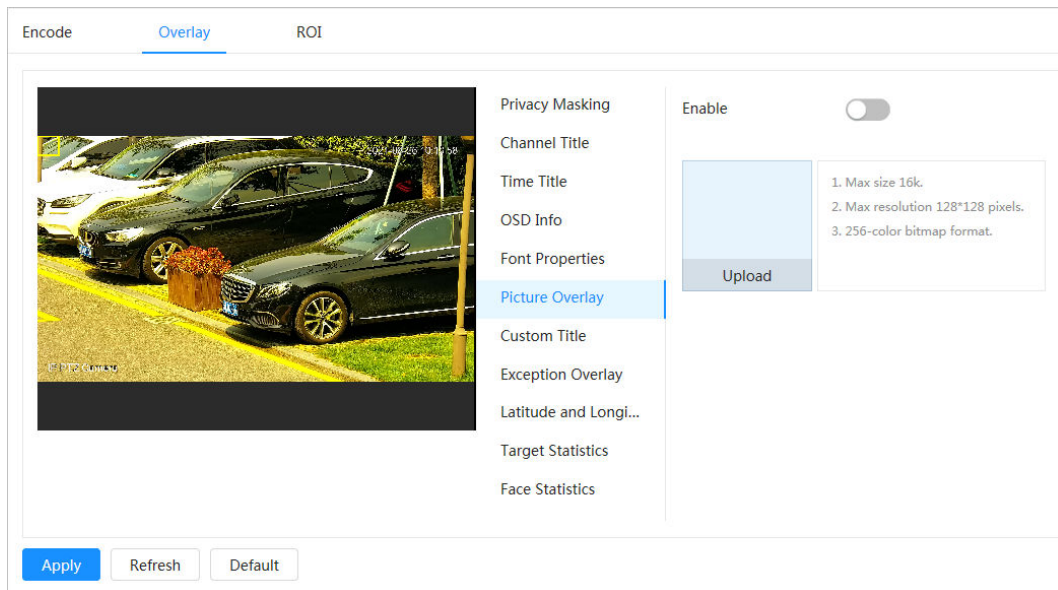 Encode Overlay ROI
Privacy Masking
Channel Title
Time Title
OSD Info
Font Properties
Picture Overlay
Custom Title
Exception Overlay
Latitude and Longi...
Target Statistics
Face Statistics
Enable
1. Max size 16k.
2. Max resolution 128*128 pixels.
3. 256-color bitmap format.
Upload
Apply Refresh Default